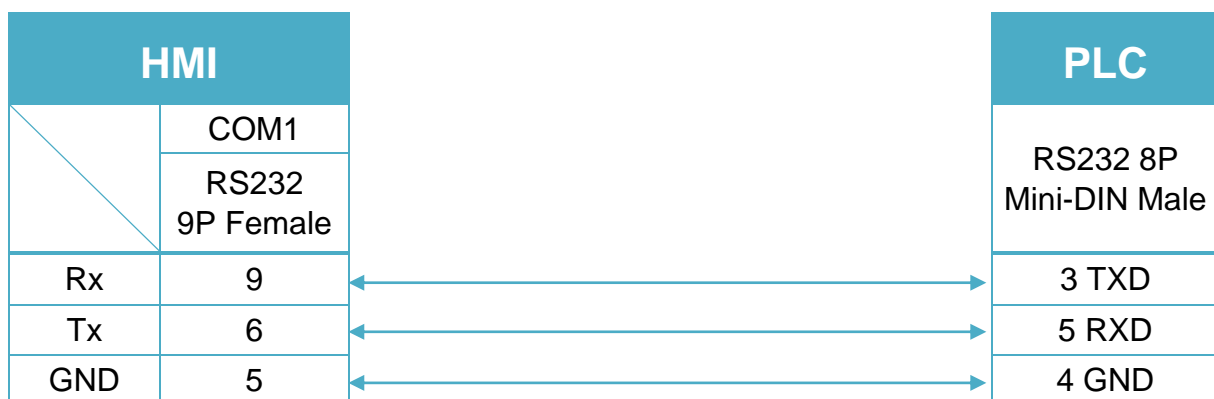 HMI
PLC
COM1
RS232
9P Female
RS232 8P
Mini-DIN Male
Rx 9 3 TXD
Tx 6 5 RXD
GND 5 4 GND